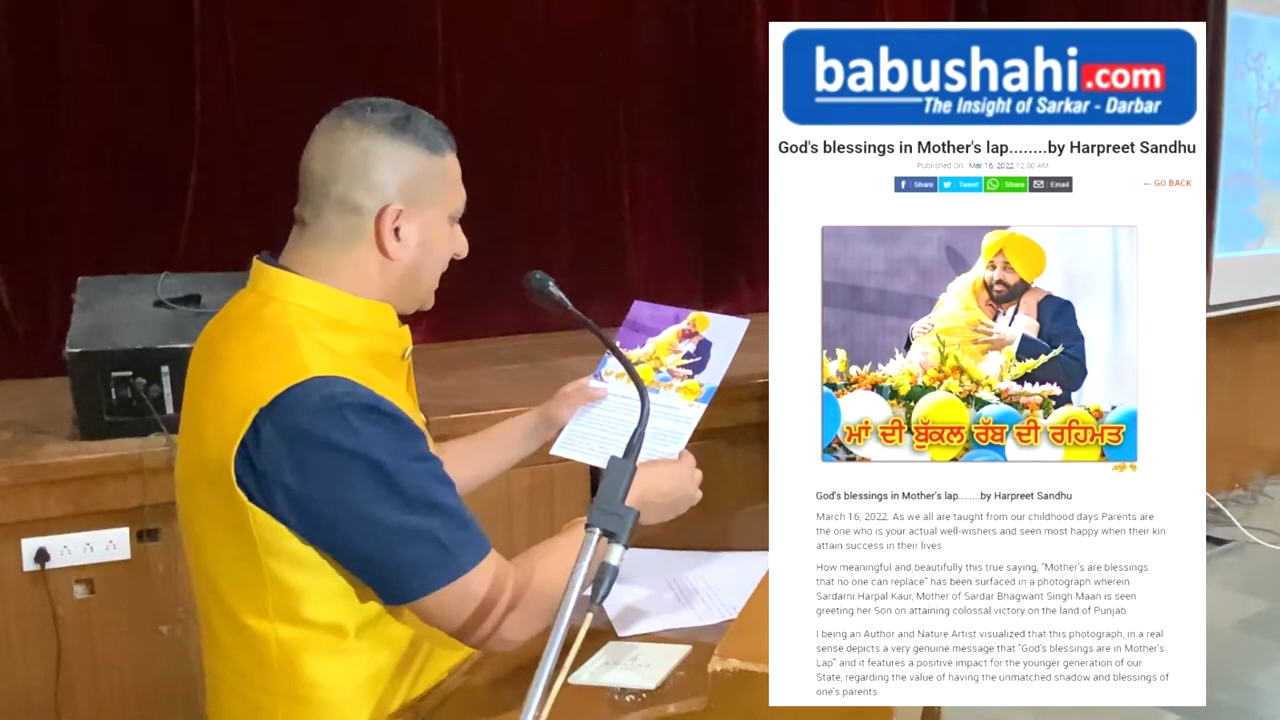 babushahi.com
The Insight of Sarkar - Darbar
God's blessings in Mother's lap........by Harpreet Sandhu
Published On : Mar 16, 2022 12:00 AM
Share
Tweet
Share
Email
GO BACK
ਮਾਂ ਦੀ ਬੁੱਕਲ ਰੱਬ ਦੀ ਰਹਿਮਤ
God's blessings in Mother's lap........by Harpreet Sandhu
March 16, 2022: As we all are taught from our childhood days Parents are
the one who is your actual well-wishers and seen most happy when their kin
attain success in their lives.
How meaningful and beautifully this true saying, "Mother's are blessings
that no one can replace" has been surfaced in a photograph wherein
Sardarni Harpal Kaur, Mother of Sardar Bhagwant Singh Maan is seen
greeting her Son on attaining colossal victory on the land of Punjab.
I being an Author and Nature Artist visualized that this photograph, in a real
sense depicts a very genuine message that "God's blessings are in Mother's
Lap" and it features a positive impact for the younger generation of our
State, regarding the value of having the unmatched shadow and blessings of
one's parents